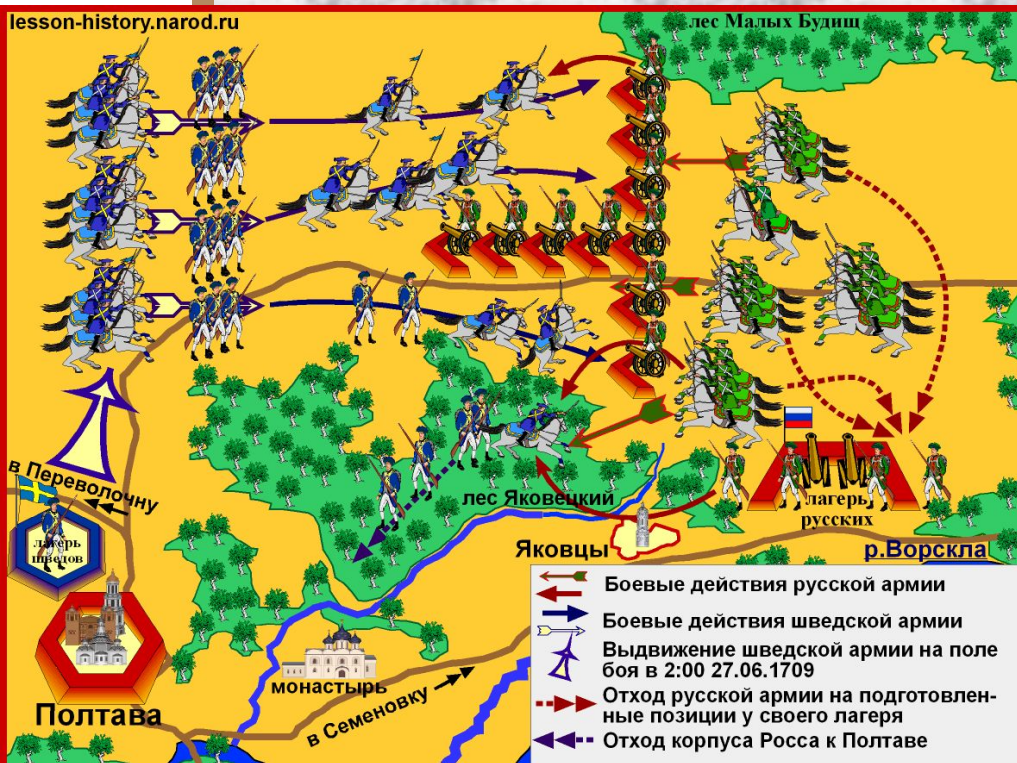 lesson-history.narod.ru
лес Малых Будищ
в Переволочну
лагерь
шведов
лес Яковецкий
лагерь
русских
Яковцы
р.Ворскла
монастырь
Полтава
в Семеновку
Боевые действия русской армии
Боевые действия шведской армии
Выдвижение шведской армии на поле
боя в 2:00 27.06.1709
Отход русской армии на подготовлен-
ные позиции у своего лагеря
Отход корпуса Росса к Полтаве